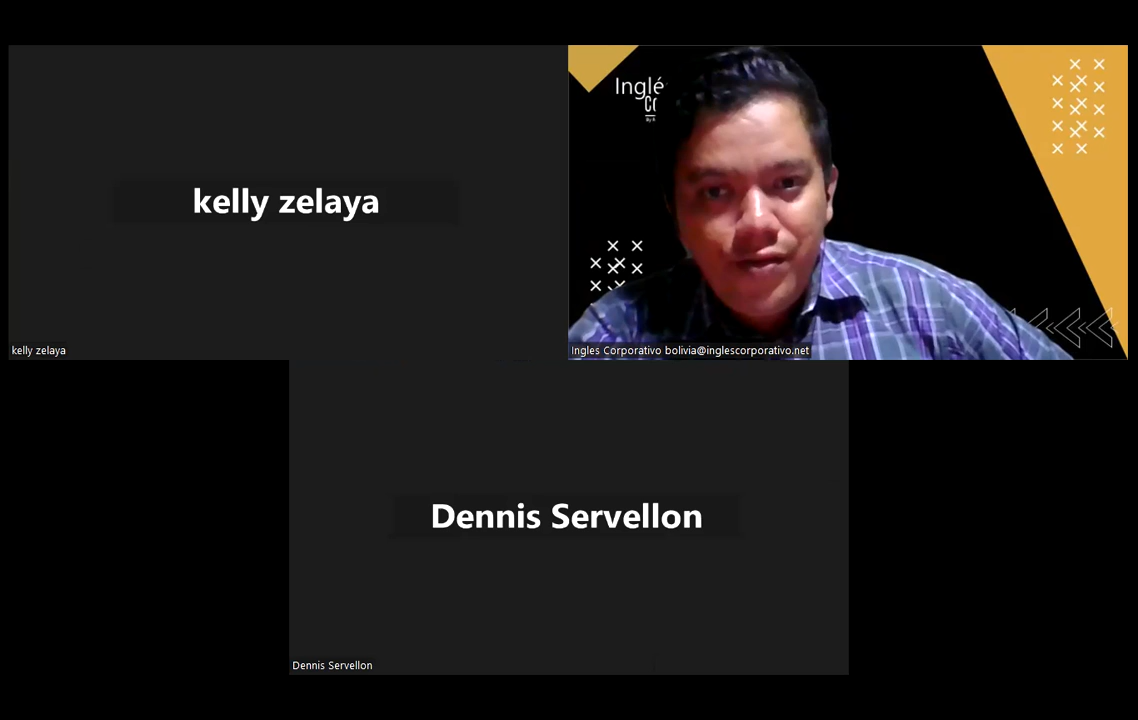 kelly zelaya
kelly zelaya
Inglé
Ingles Corporativo bolivia@inglescorporativo.net
Dennis Servellon
Dennis Servellon